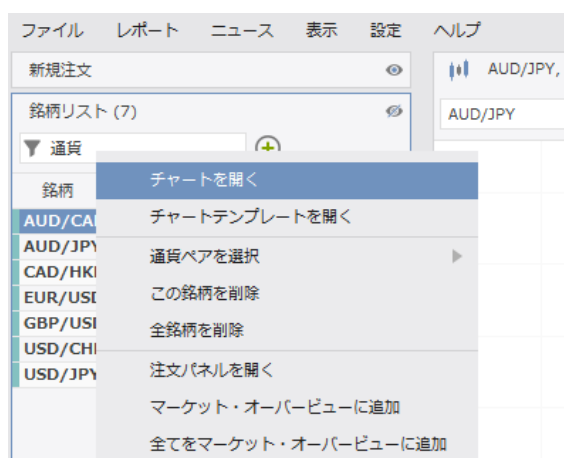 ファイル レポート ニュース 表示 設定 ヘルプ
新規注文
AUD/JPY,
銘柄リスト (7)
AUD/JPY
通貨
銘柄
チャートを開く
チャートテンプレートを開く
通貨ペアを選択
この銘柄を削除
全銘柄を削除
注文パネルを開く
マーケット・オーバービューに追加
全てをマーケット・オーバービューに追加
AUD/CA
AUD/JPY
CAD/HK
EUR/USD
GBP/USD
USD/CH
USD/JPY